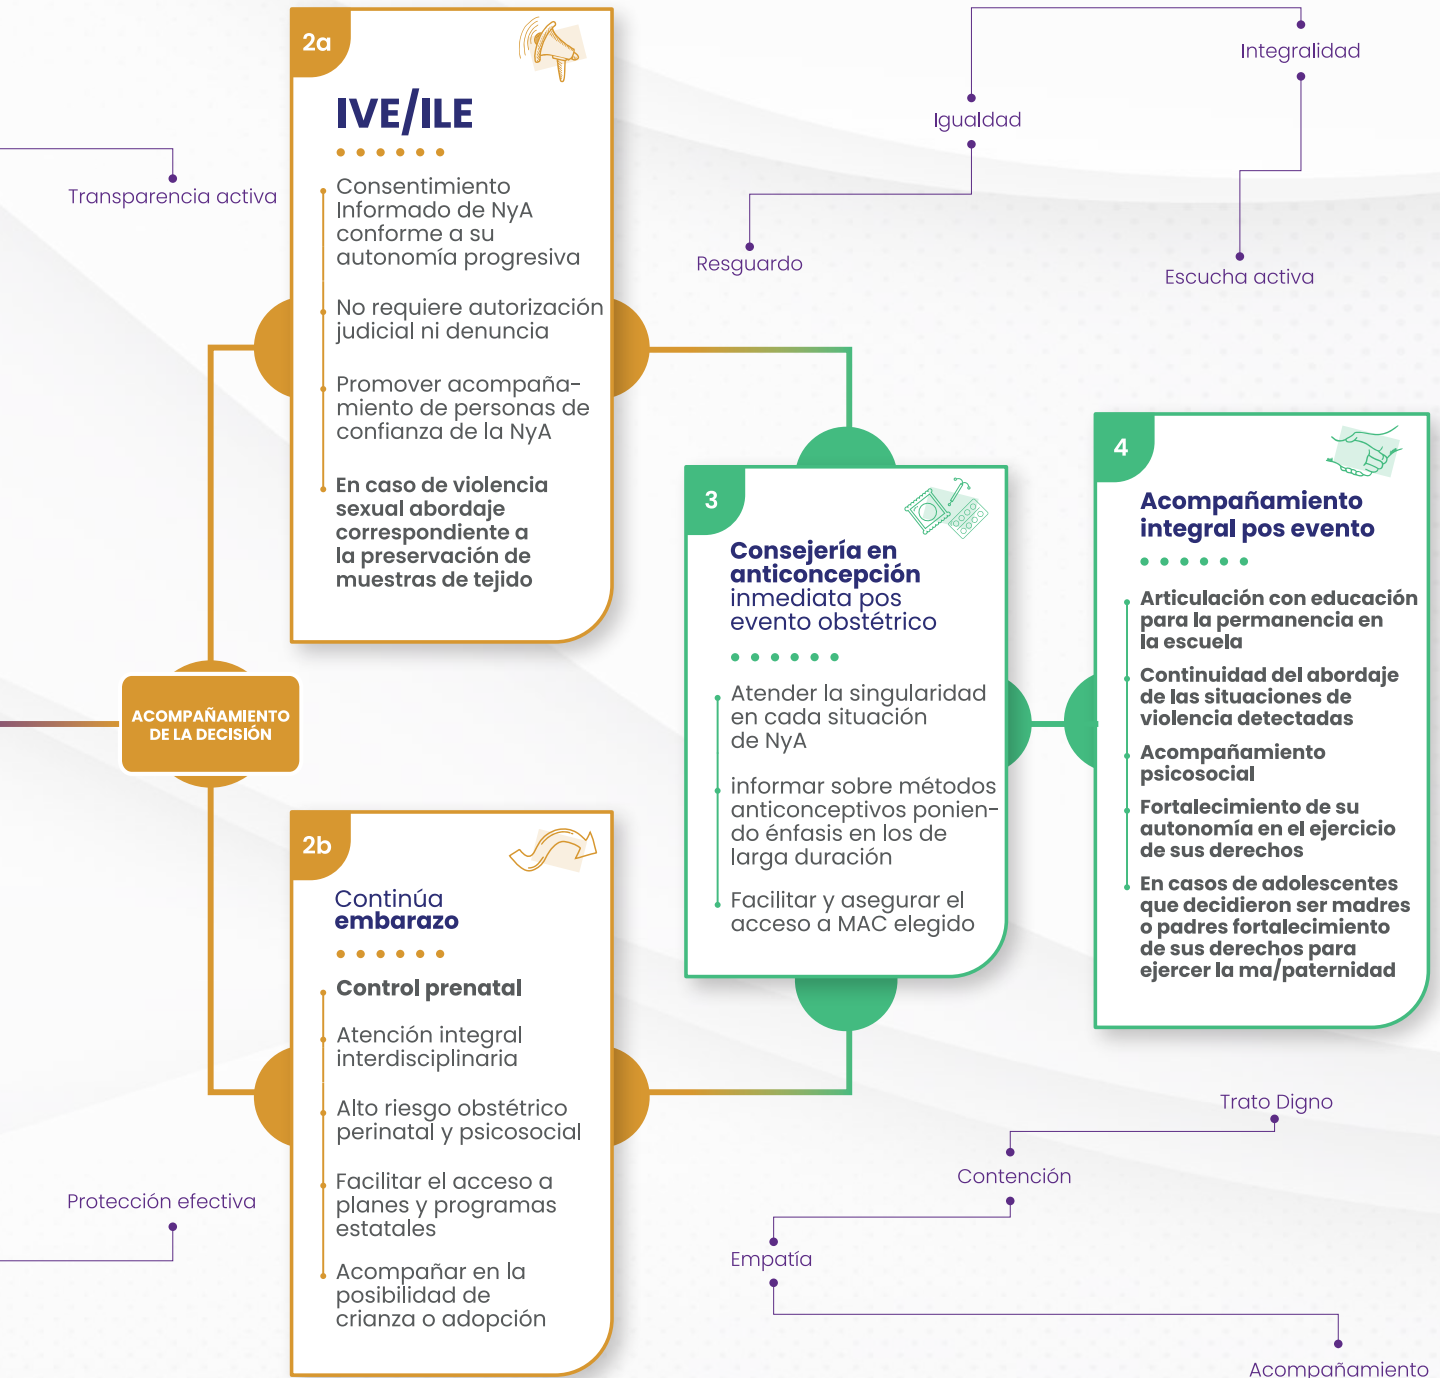 2a
IVE/ILE
Consentimiento
Informado de NyA
conforme a su
autonomía progresiva
No requiere autorización
judicial ni denuncia
Promover acompaña-
miento de personas de
confianza de la NyA
En caso de violencia
sexual abordaje
correspondiente a
la preservación de
muestras de tejido
Transparencia activa
Integralidad
Igualdad
Resguardo
Escucha activa
ACOMPAÑAMIENTO
DE LA DECISIÓN
2b
Continúa
embarazo
Control prenatal
Atención integral
interdisciplinaria
Alto riesgo obstétrico
perinatal y psicosocial
Facilitar el acceso a
planes y programas
estatales
Acompañar en la
posibilidad de
crianza o adopción
Protección efectiva
3
Consejería en
anticoncepción
inmediata pos
evento obstétrico
Atender la singularidad
en cada situación
de NyA
informar sobre métodos
anticonceptivos ponien-
do énfasis en los de
larga duración
Facilitar y asegurar el
acceso a MAC elegido
4
Acompañamiento
integral pos evento
Articulación con educación
para la permanencia en
la escuela
Continuidad del abordaje
de las situaciones de
violencia detectadas
Acompañamiento
psicosocial
Fortalecimiento de su
autonomía en el ejercicio
de sus derechos
En casos de adolescentes
que decidieron ser madres
o padres fortalecimiento
de sus derechos para
ejercer la ma/paternidad
Trato Digno
Contención
Empatía
Acompañamiento